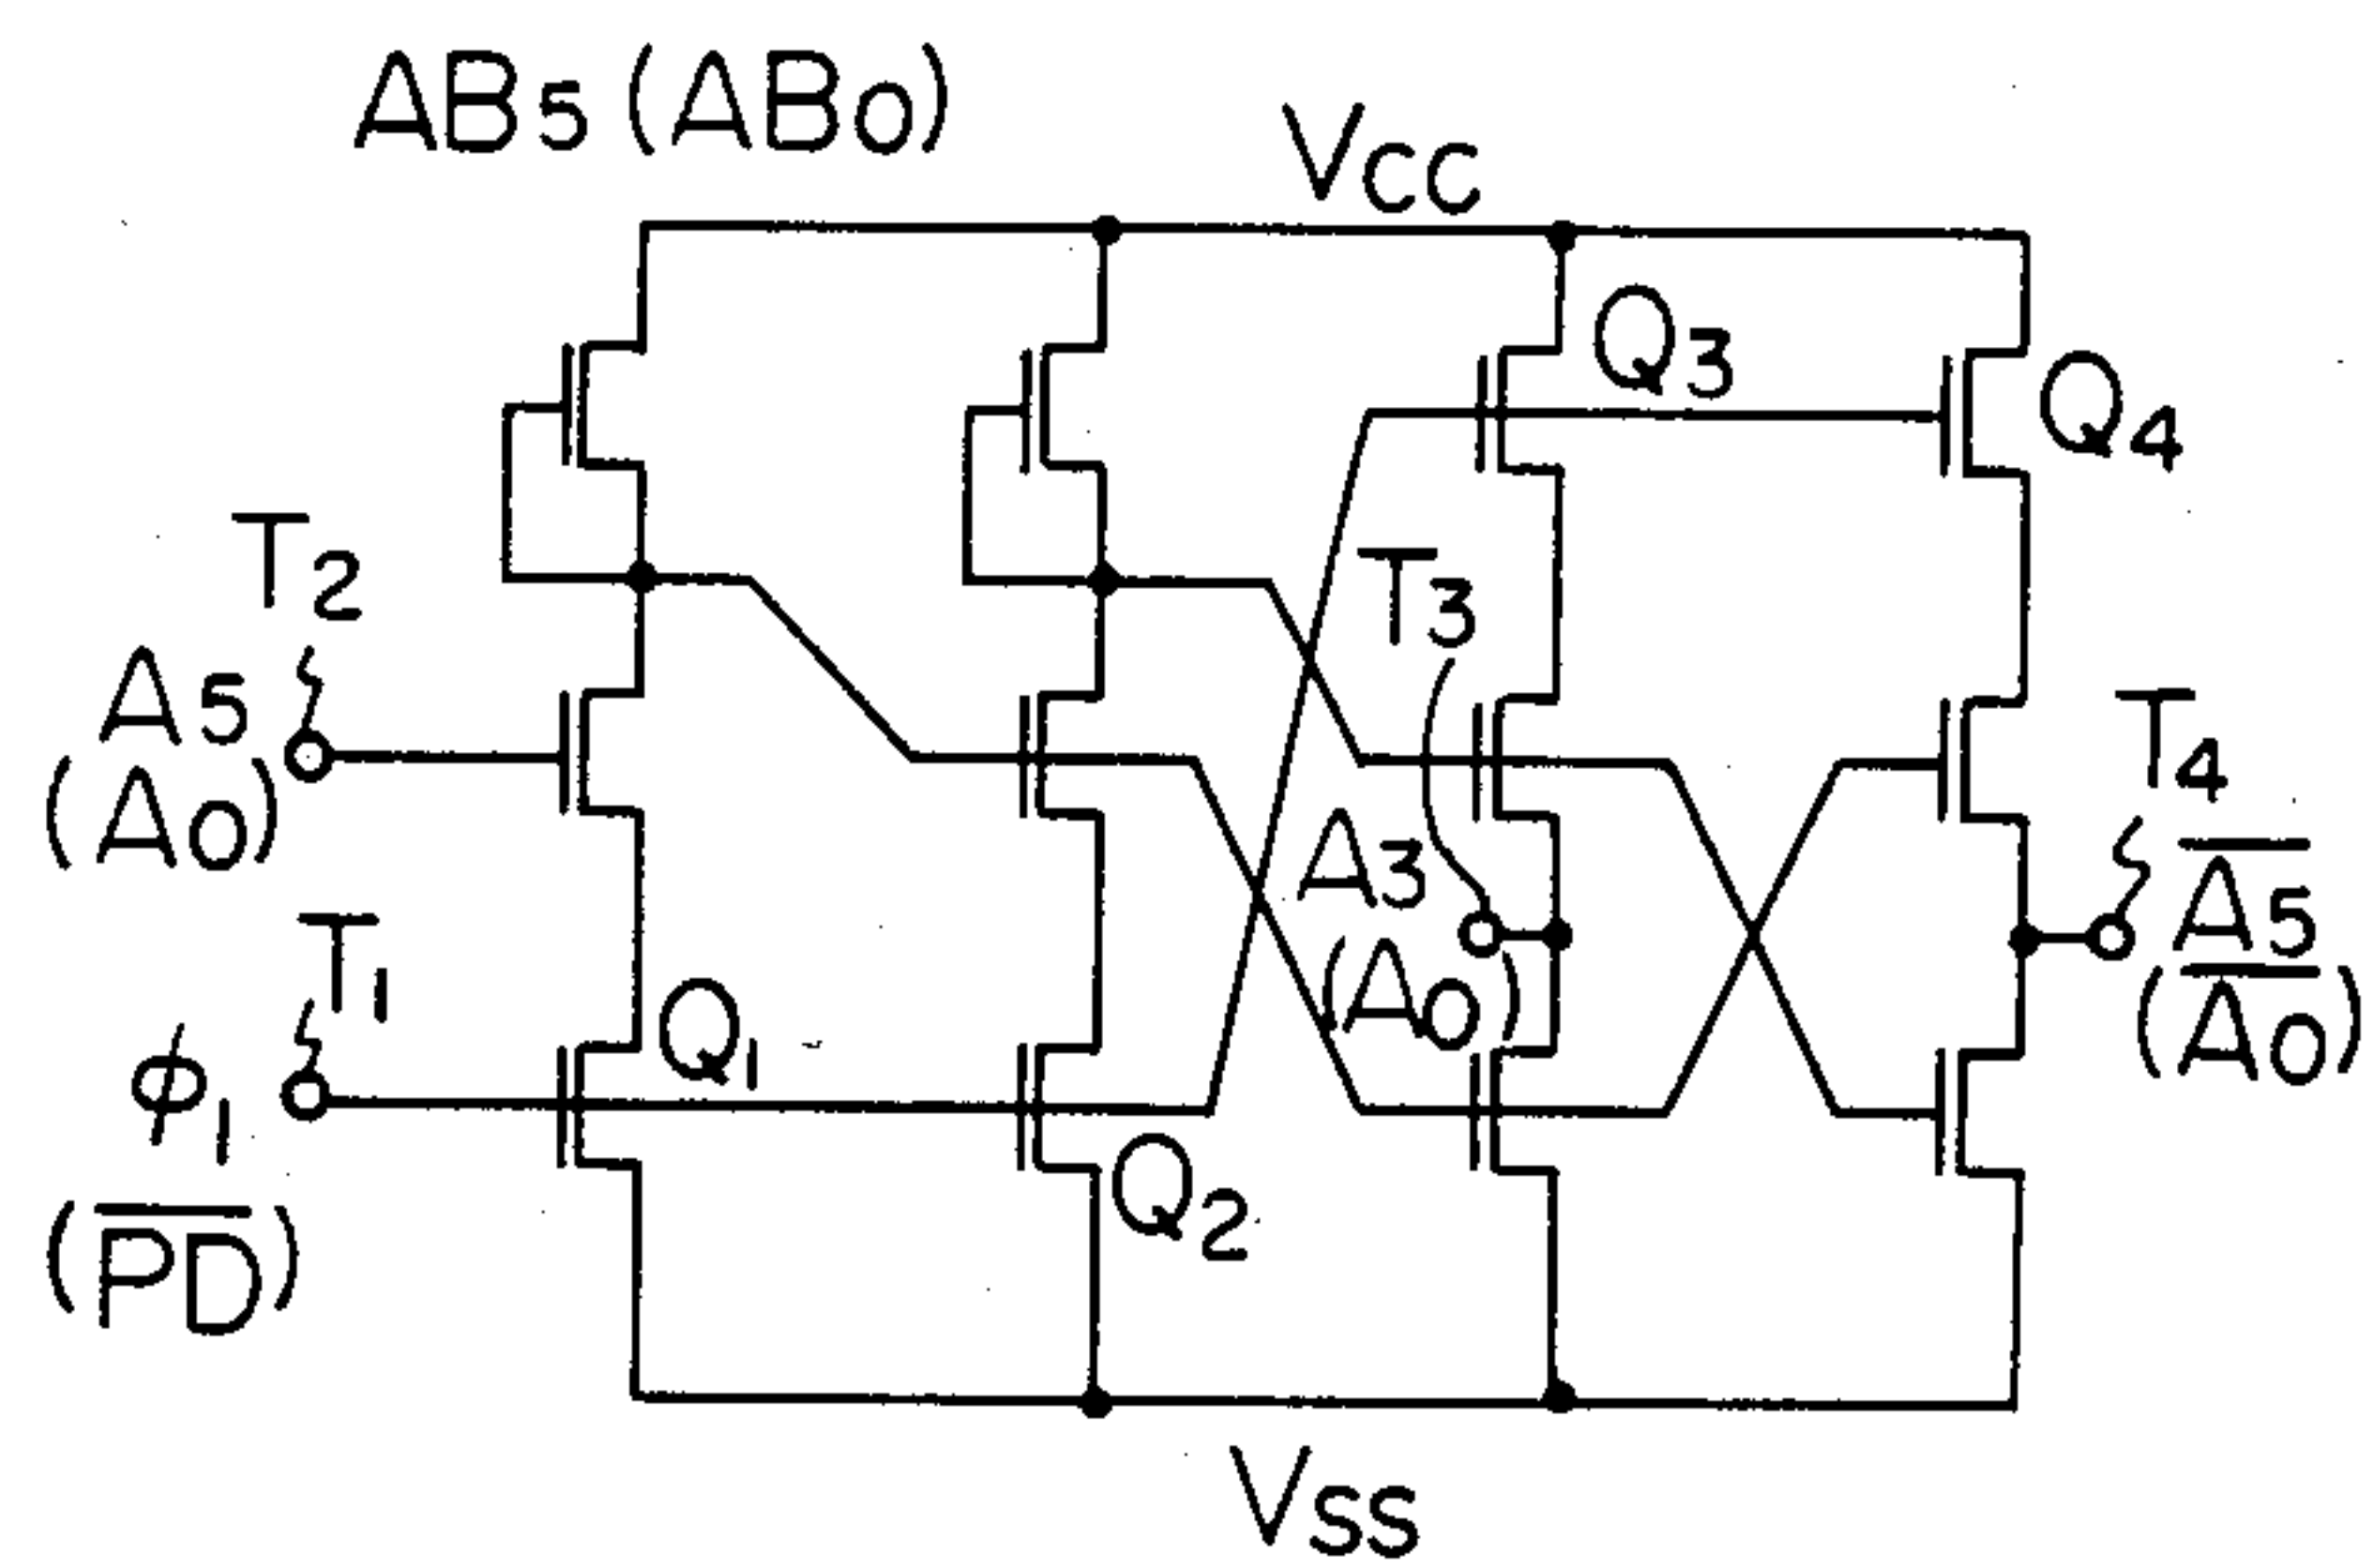 AB5 (AB0)
VCC
Q3
Q4
T2
T3
A5
(A0)
T4
A3
(A0)
A5
(A0)
T1
Q1
φ1
(PD)
Q2
VSS